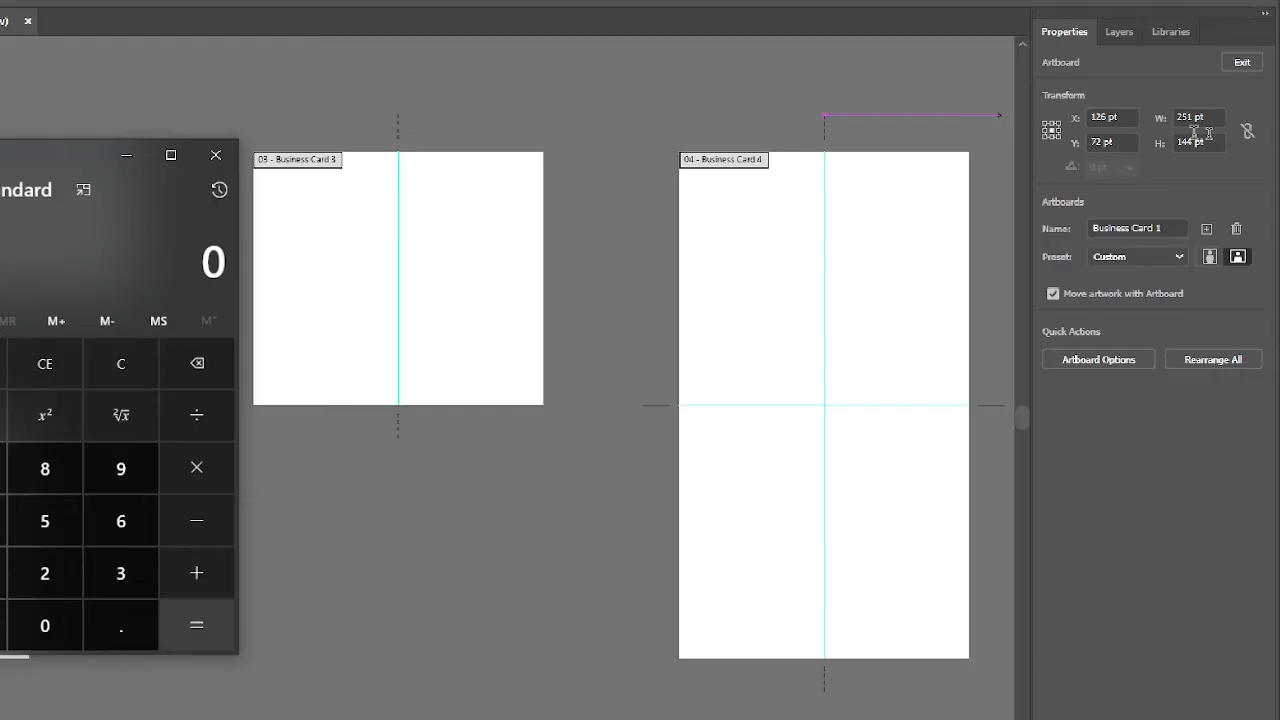 w) ×
Properties Layers Libraries
Artboard Exit
Transform
X: 126 pt W: 251 pt
Y: 72 pt H: 144 pt
0 pt
Artboards
Name: Business Card 1
Preset: Custom
Move artwork with Artboard
Quick Actions
Artboard Options Rearrange All
03 - Business Card 3
04 - Business Card 4
ndard
0
MR M+ M- MS M˅
CE C
x² ²√x ÷
8 9 ×
5 6 −
2 3 +
0 . =